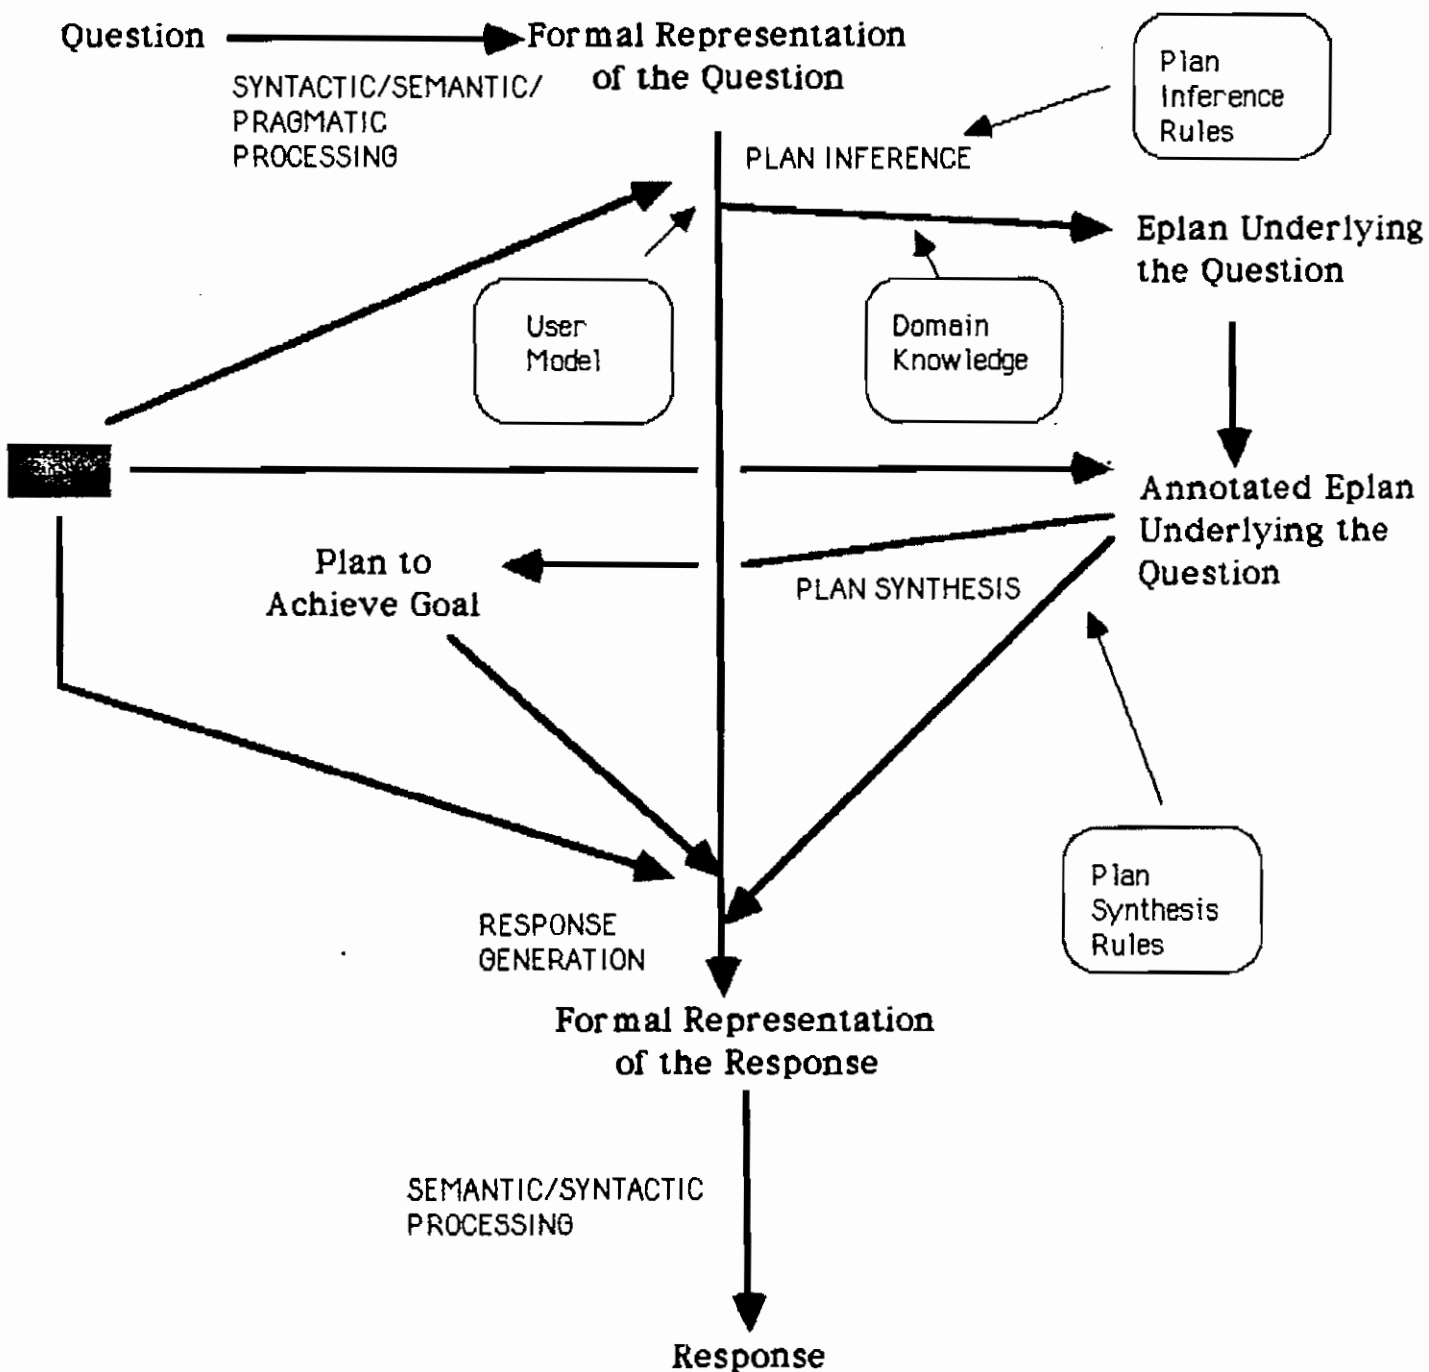 Question
Formal Representation
of the Question
SYNTACTIC/SEMANTIC/
PRAGMATIC
PROCESSING
Plan
Inference
Rules
PLAN INFERENCE
Eplan Underlying
the Question
User
Model
Domain
Knowledge
Annotated Eplan
Underlying the
Question
Plan to
Achieve Goal
PLAN SYNTHESIS
Plan
Synthesis
Rules
RESPONSE
GENERATION
Formal Representation
of the Response
SEMANTIC/SYNTACTIC
PROCESSING
Response